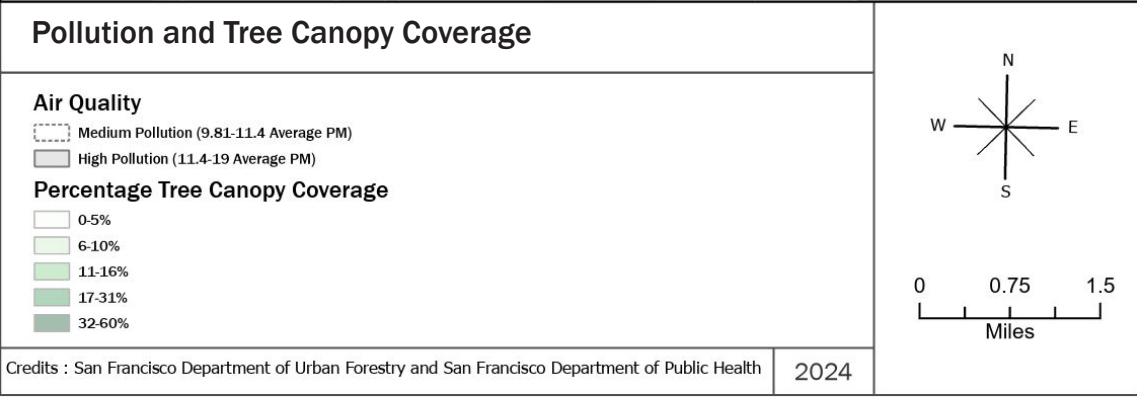 Pollution and Tree Canopy Coverage
Air Quality
Medium Pollution (9.81-11.4 Average PM)
High Pollution (11.4-19 Average PM)
Percentage Tree Canopy Coverage
0-5%
6-10%
11-16%
17-31%
32-60%
Credits : San Francisco Department of Urban Forestry and San Francisco Department of Public Health
2024
N
W E
S
0 0.75 1.5
Miles